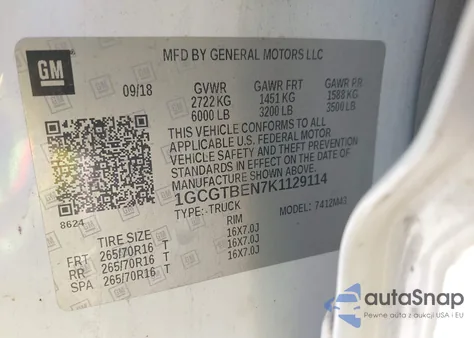 GM
MFD BY GENERAL MOTORS LLC
09/18 GVWR GAWR FRT GAWR RR
2722 KG 1451 KG 1588 KG
6000 LB 3200 LB 3500 LB
THIS VEHICLE CONFORMS TO ALL
APPLICABLE U.S. FEDERAL MOTOR
VEHICLE SAFETY AND THEFT PREVENTION
STANDARDS IN EFFECT ON THE DATE OF
MANUFACTURE SHOWN ABOVE.
1GCGTBEN7K1129114
8624 TYPE: TRUCK MODEL: 7412M43
TIRE SIZE RIM
FRT 265/70R16 T 16X7.0J
RR 265/70R16 T 16X7.0J
SPA 265/70R16 T 16X7.0J
autoSnap
Pewne auto z aukcji USA i EU